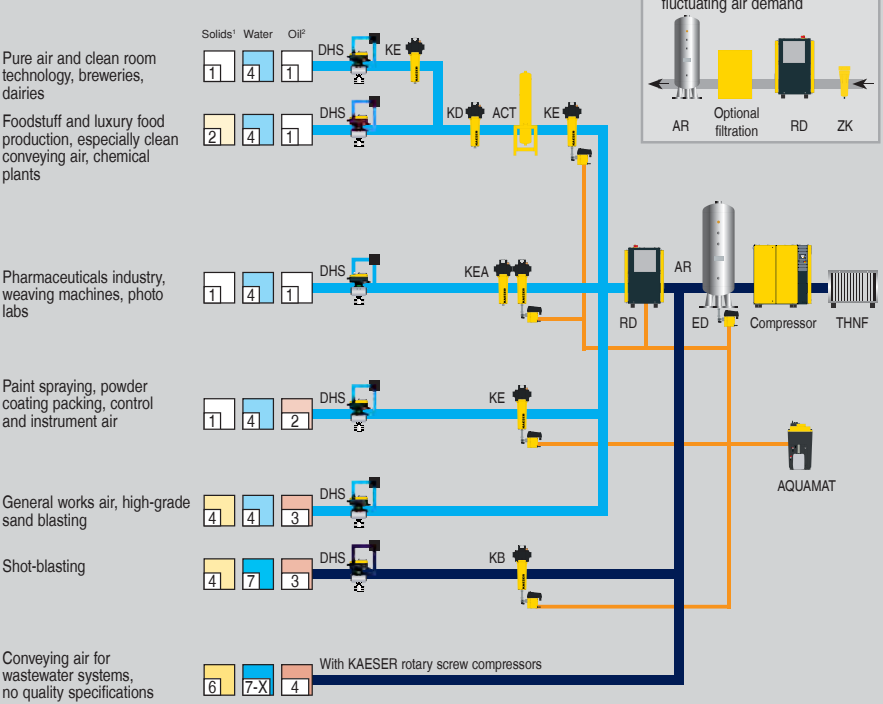 fluctuating air demand
AR
Optional
filtration
RD
ZK
Solids¹ Water Oil²
Pure air and clean room
technology, breweries,
dairies
1 4 1
DHS
KE
Foodstuff and luxury food
production, especially clean
conveying air, chemical
plants
2 4 1
DHS
KD ACT KE
Pharmaceuticals industry,
weaving machines, photo
labs
1 4 1
DHS
KEA
AR
RD
ED
Compressor
THNF
Paint spraying, powder
coating packing, control
and instrument air
1 4 2
DHS
KE
AQUAMAT
General works air, high-grade
sand blasting
4 4 3
DHS
Shot-blasting
4 7 3
DHS
KB
Conveying air for
wastewater systems,
no quality specifications
6 7-X 4
With KAESER rotary screw compressors